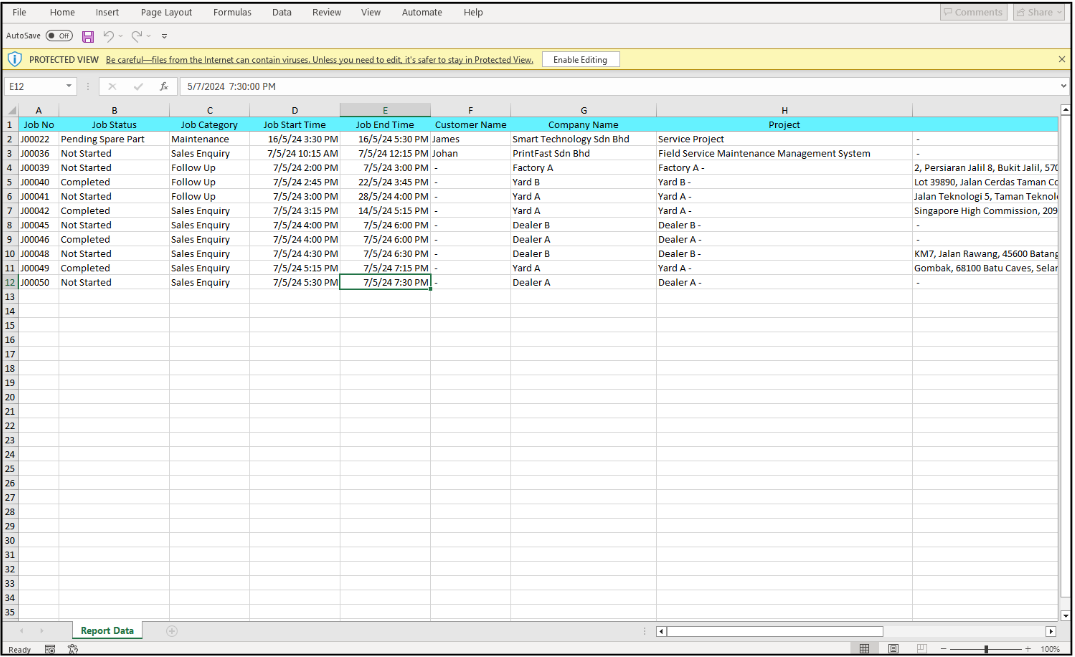 File Home Insert Page Layout Formulas Data Review View Automate Help Comments Share
AutoSave Off
PROTECTED VIEW Be careful—files from the Internet can contain viruses. Unless you need to edit, it's safer to stay in Protected View. Enable Editing
E12 fx 5/7/2024 7:30:00 PM
A B C D E F G H
1 Job No Job Status Job Category Job Start Time Job End Time Customer Name Company Name Project
2 J00022 Pending Spare Part Maintenance 16/5/24 3:30 PM 16/5/24 5:30 PM James Smart Technology Sdn Bhd Service Project -
3 J00036 Not Started Sales Enquiry 7/5/24 10:15 AM 7/5/24 12:15 PM Johan PrintFast Sdn Bhd Field Service Maintenance Management System -
4 J00039 Not Started Follow Up 7/5/24 2:00 PM 7/5/24 3:00 PM - Factory A Factory A - 2, Persiaran Jalil 8, Bukit Jalil, 570
5 J00040 Completed Follow Up 7/5/24 2:45 PM 22/5/24 3:45 PM - Yard B Yard B - Lot 39890, Jalan Cerdas Taman Co
6 J00041 Not Started Follow Up 7/5/24 3:00 PM 28/5/24 4:00 PM - Yard A Yard A - Jalan Teknologi 5, Taman Teknol
7 J00042 Completed Sales Enquiry 7/5/24 3:15 PM 14/5/24 5:15 PM - Yard A Yard A - Singapore High Commission, 209
8 J00045 Not Started Sales Enquiry 7/5/24 4:00 PM 7/5/24 6:00 PM - Dealer B Dealer B - -
9 J00046 Completed Sales Enquiry 7/5/24 4:00 PM 7/5/24 6:00 PM - Dealer A Dealer A - -
10 J00048 Not Started Sales Enquiry 7/5/24 4:30 PM 7/5/24 6:30 PM - Dealer B Dealer B - KM7, Jalan Rawang, 45600 Batang
11 J00049 Completed Sales Enquiry 7/5/24 5:15 PM 7/5/24 7:15 PM - Yard A Yard A - Gombak, 68100 Batu Caves, Selan
12 J00050 Not Started Sales Enquiry 7/5/24 5:30 PM 7/5/24 7:30 PM - Dealer A Dealer A - -
13
14
15
16
17
18
19
20
21
22
23
24
25
26
27
28
29
30
31
32
33
34
35
Report Data
Ready 100%